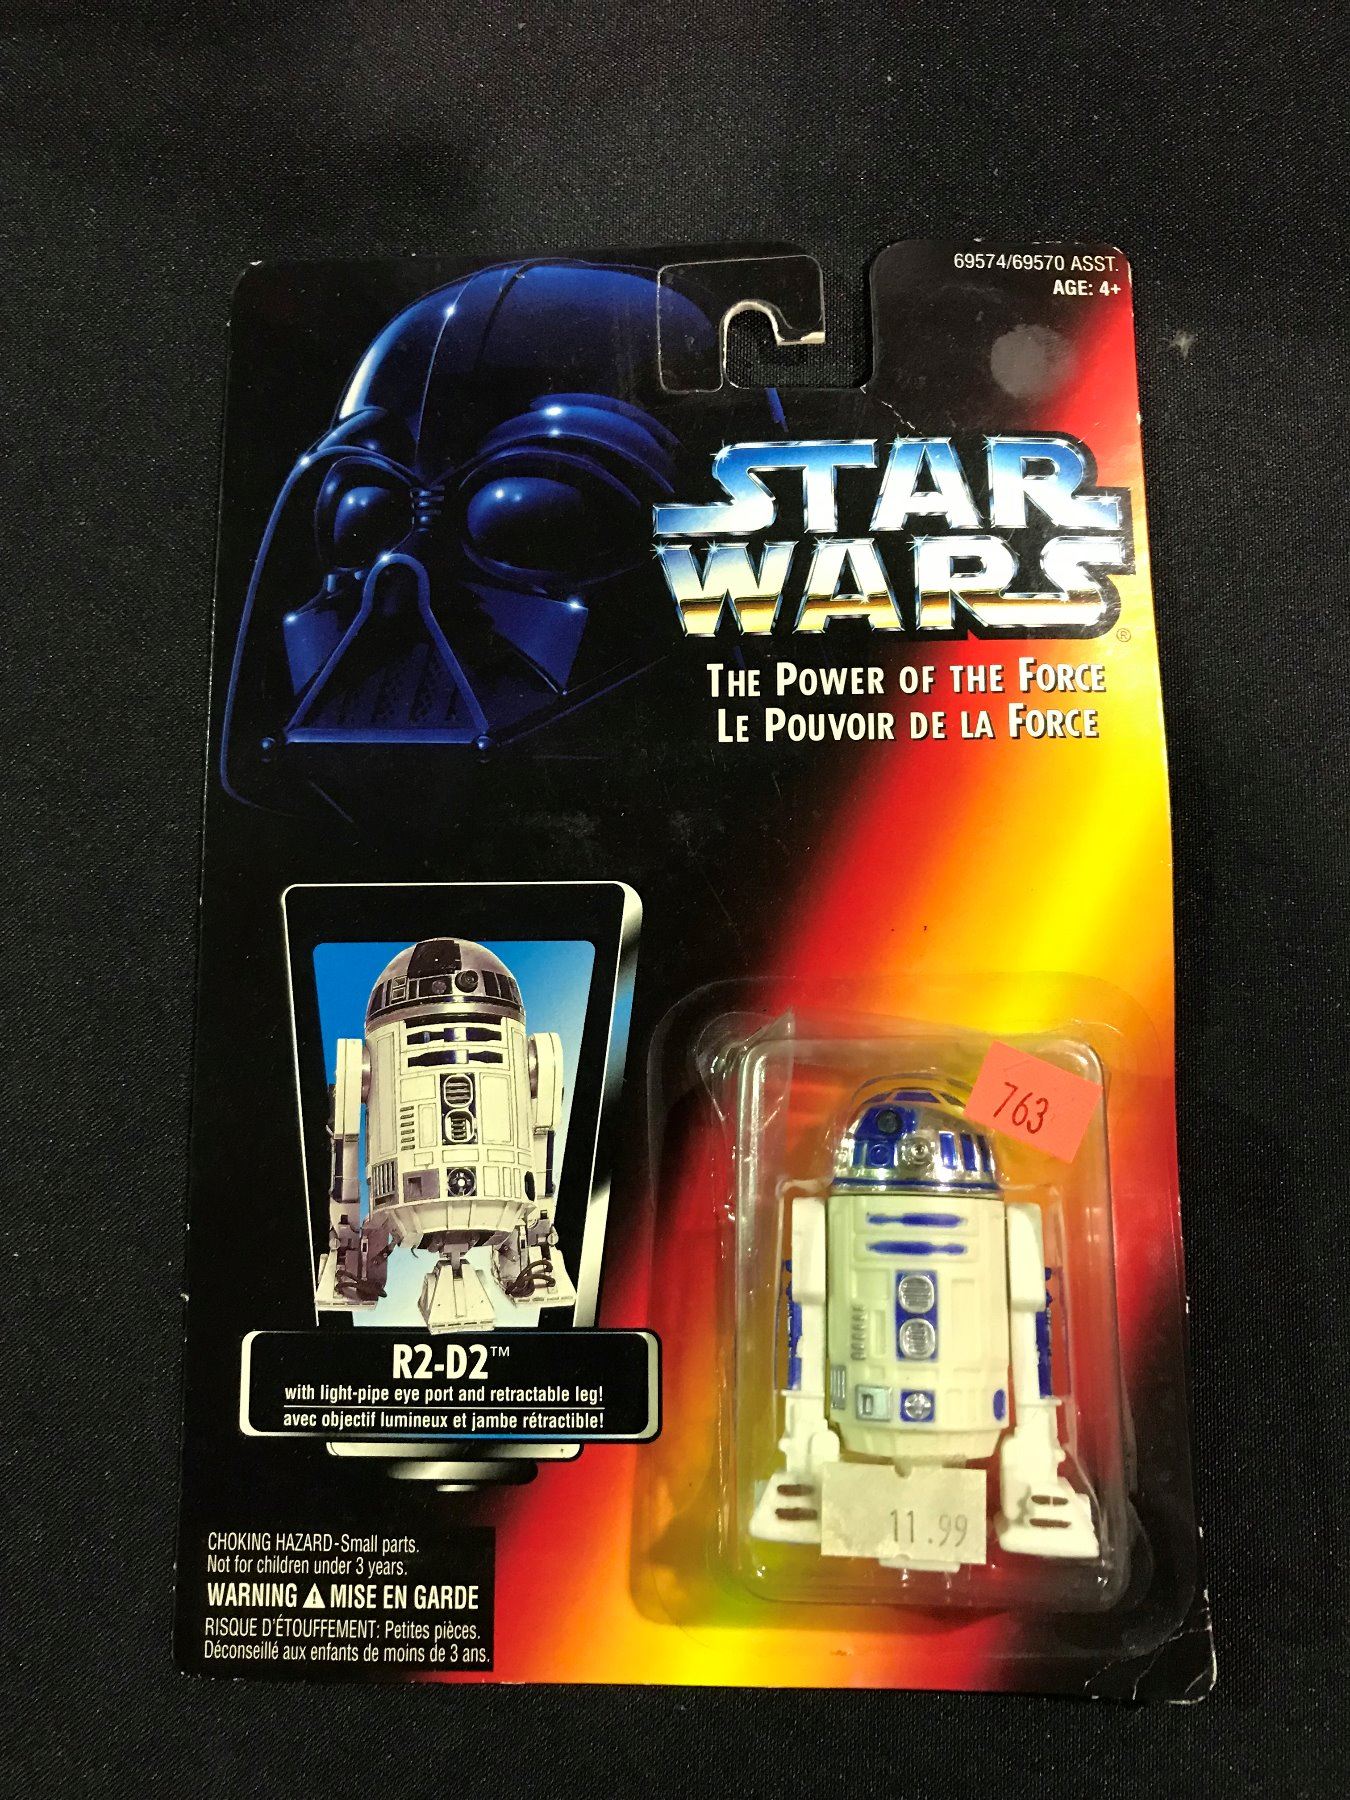 69574/69570 ASST.
AGE: 4+
STAR
WARS®
THE POWER OF THE FORCE
LE POUVOIR DE LA FORCE
763
R2-D2™
with light-pipe eye port and retractable leg!
avec objectif lumineux et jambe rétractible!
11.99
CHOKING HAZARD-Small parts.
Not for children under 3 years.
WARNING ⚠ MISE EN GARDE
RISQUE D'ÉTOUFFEMENT: Petites pièces.
Déconseillé aux enfants de moins de 3 ans.